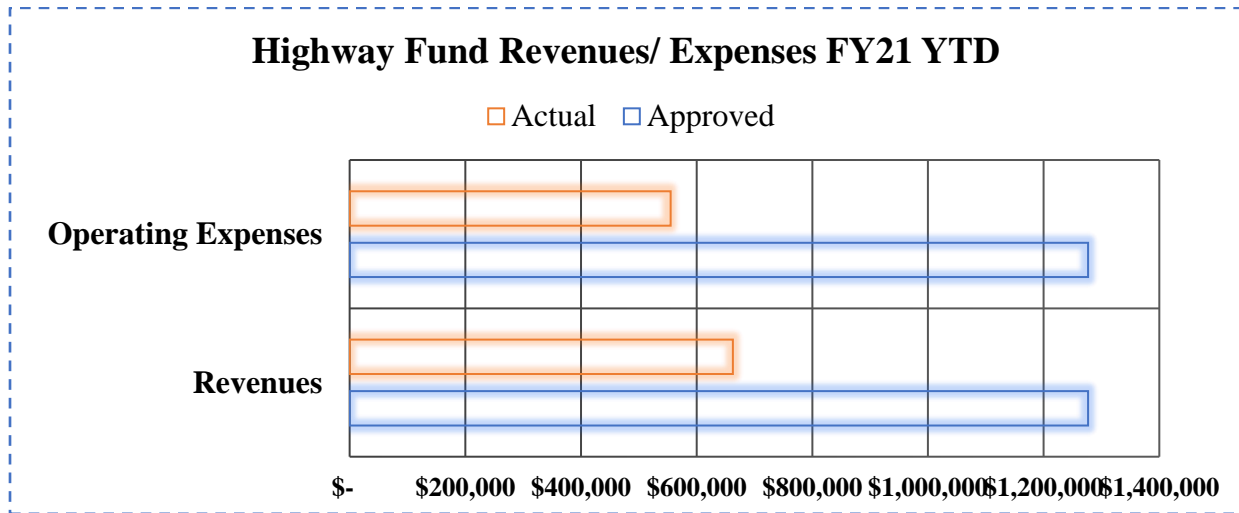 Highway Fund Revenues/ Expenses FY21 YTD
Actual Approved
Operating Expenses
Revenues
$- $200,000 $400,000 $600,000 $800,000 $1,000,000 $1,200,000 $1,400,000